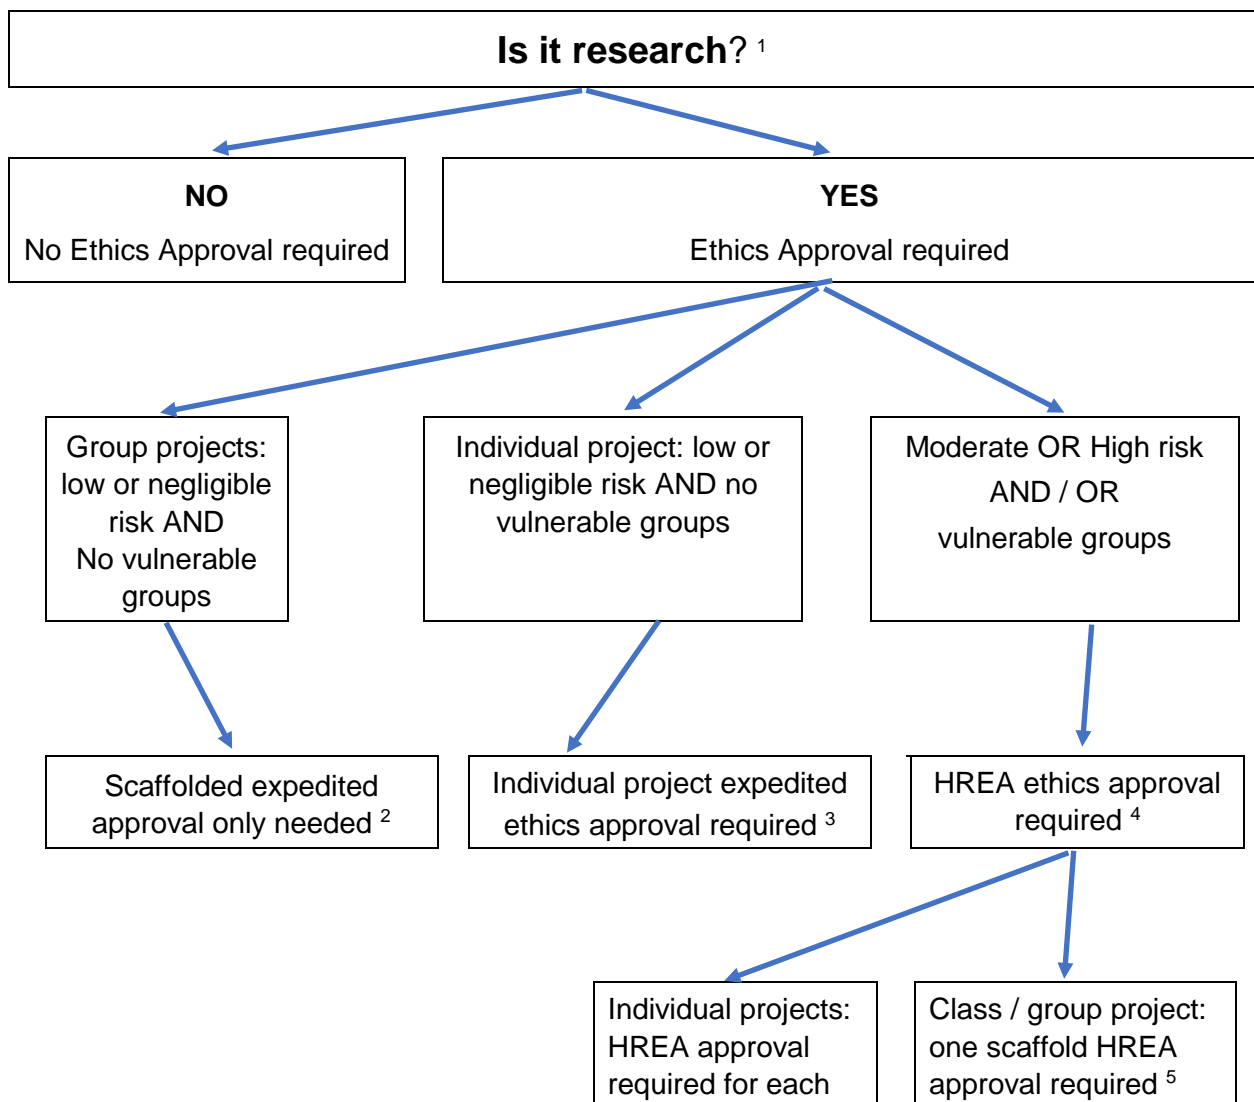 Is it research? 1
NO
No Ethics Approval required
YES
Ethics Approval required
Group projects:
low or negligible
risk AND
No vulnerable
groups
Individual project: low or
negligible risk AND no
vulnerable groups
Moderate OR High risk
AND / OR
vulnerable groups
Scaffolded expedited
approval only needed 2
Individual project expedited
ethics approval required 3
HREA ethics approval
required 4
Individual projects:
HREA approval
required for each
Class / group project:
one scaffold HREA
approval required 5